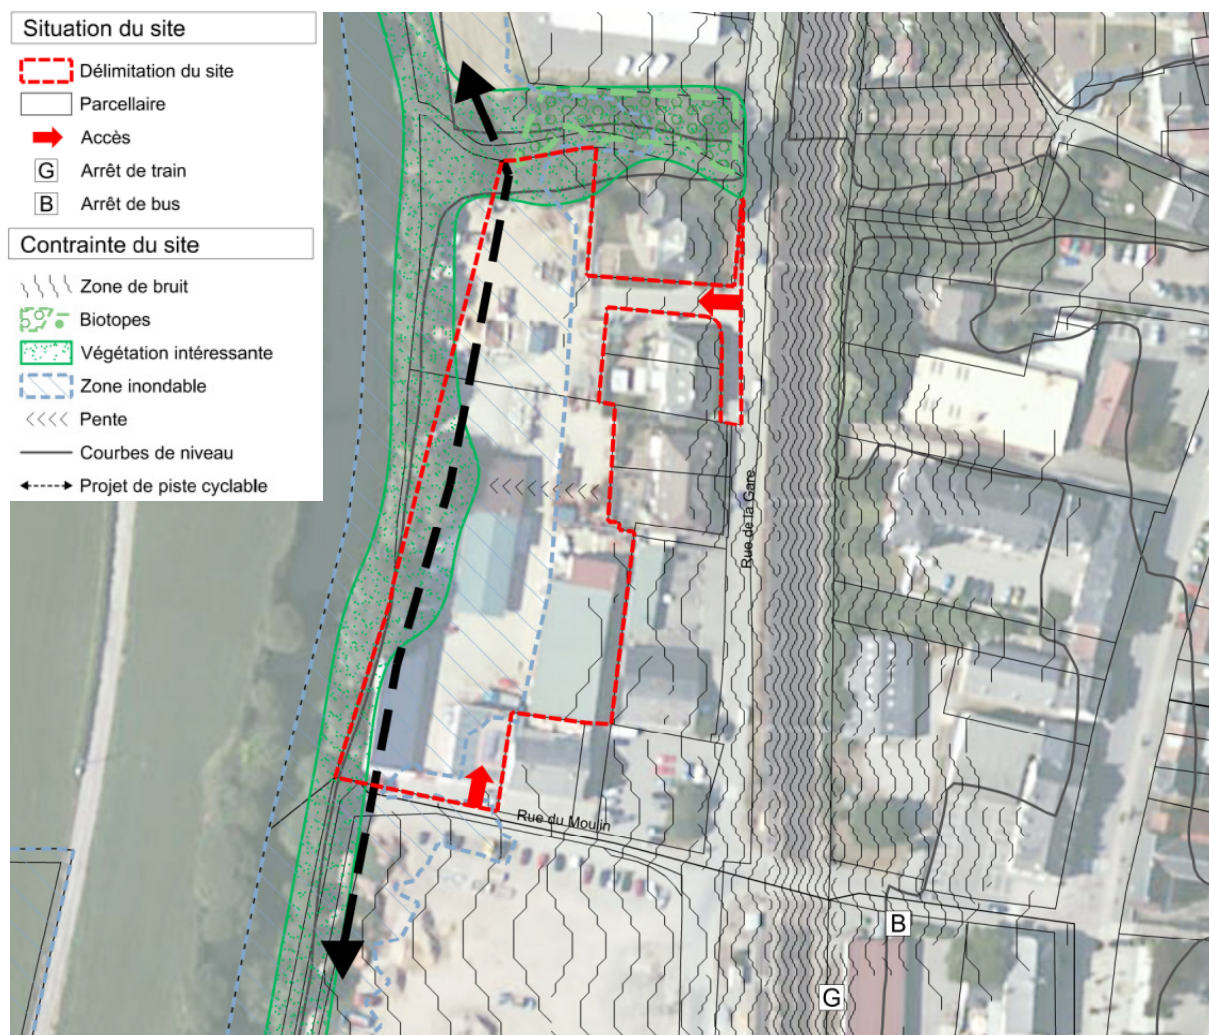 Situation du site
Délimitation du site
Parcellaire
Accès
G Arrêt de train
B Arrêt de bus
Contrainte du site
Zone de bruit
Biotopes
Végétation intéressante
Zone inondable
Pente
Courbes de niveau
Projet de piste cyclable
Rue de la Gare
Rue du Moulin
B
G